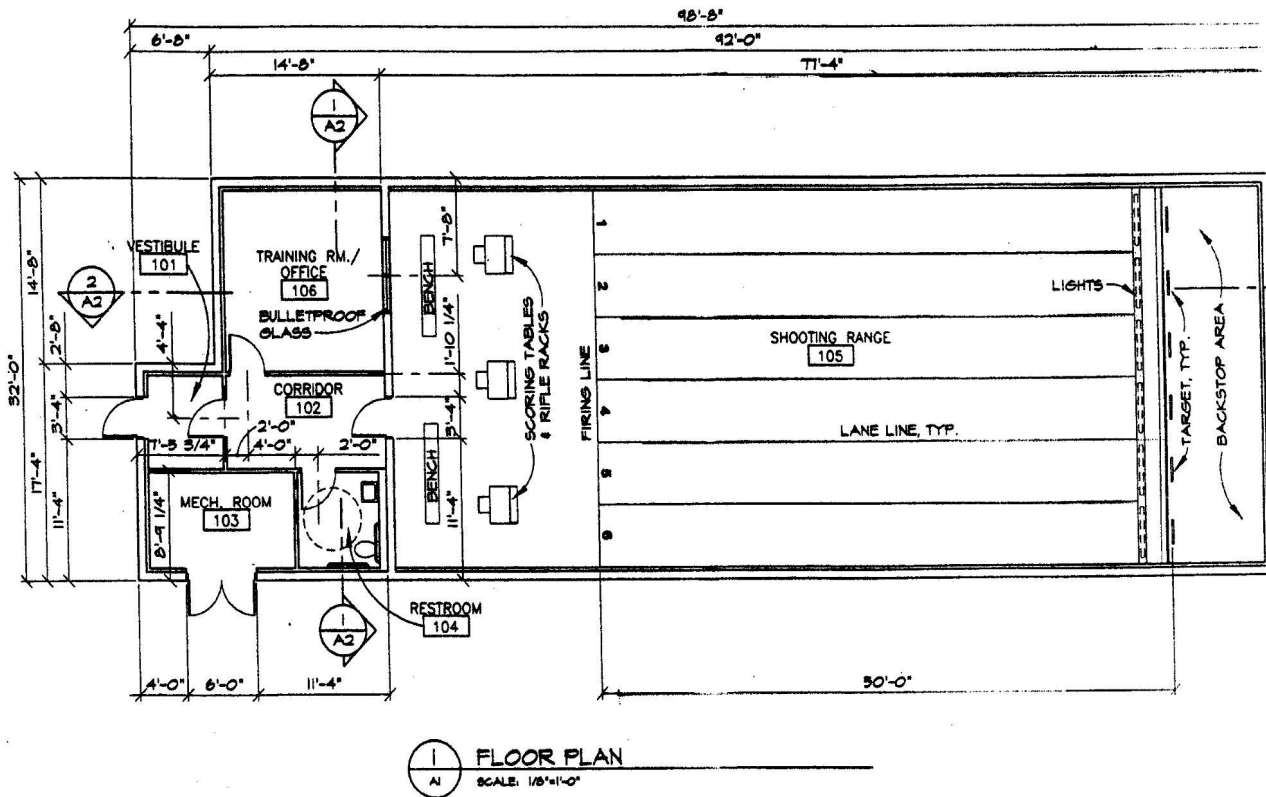 98'-8"
6'-8"
92'-0"
14'-8"
77'-4"
1
A2
VESTIBULE
101
2
A2
TRAINING RM./
OFFICE
106
BULLETPROOF
GLASS
CORRIDOR
102
BENCH
BENCH
7'-8"
1'-10 1/4"
3'-4"
11'-4"
SCORING TABLES
& RIFLE RACKS
FIRING LINE
1
2
3
4
5
6
SHOOTING RANGE
105
LANE LINE, TYP.
LIGHTS
TARGET, TYP.
BACKSTOP AREA
32'-0"
14'-8"
17'-4"
2'-8"
3'-4"
11'-4"
4'-4"
7'-5 3/4"
2'-0"
4'-0"
2'-0"
8'-9 1/4"
MECH. ROOM
103
RESTROOM
104
1
A2
4'-0"
6'-0"
11'-4"
50'-0"
1
A1
FLOOR PLAN
SCALE: 1/8"=1'-0"